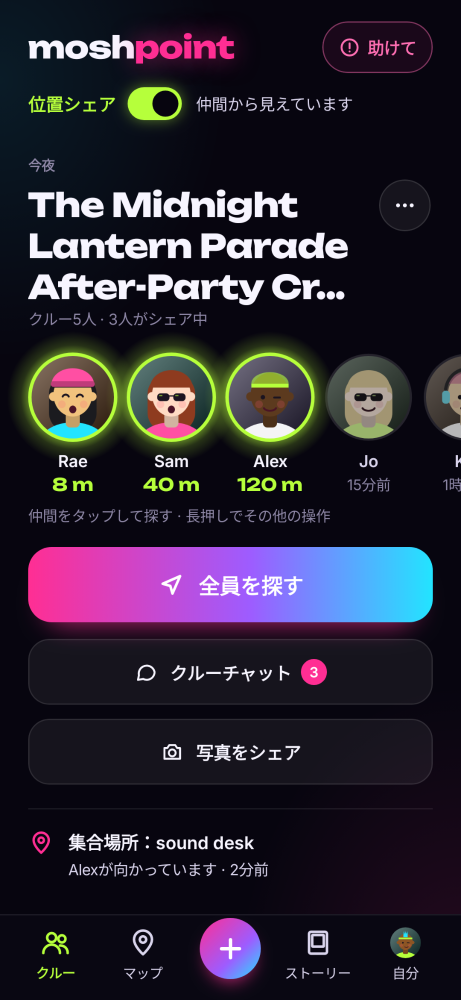 moshpoint
助けて
位置シェア
仲間から見えています
今夜
The Midnight
Lantern Parade
After-Party Cr...
クルー5人 · 3人がシェア中
Rae
8 m
Sam
40 m
Alex
120 m
Jo
15分前
仲間をタップして探す · 長押しでその他の操作
全員を探す
クルーチャット 3
写真をシェア
集合場所：sound desk
Alexが向かっています · 2分前
クルー
マップ
ストーリー
自分